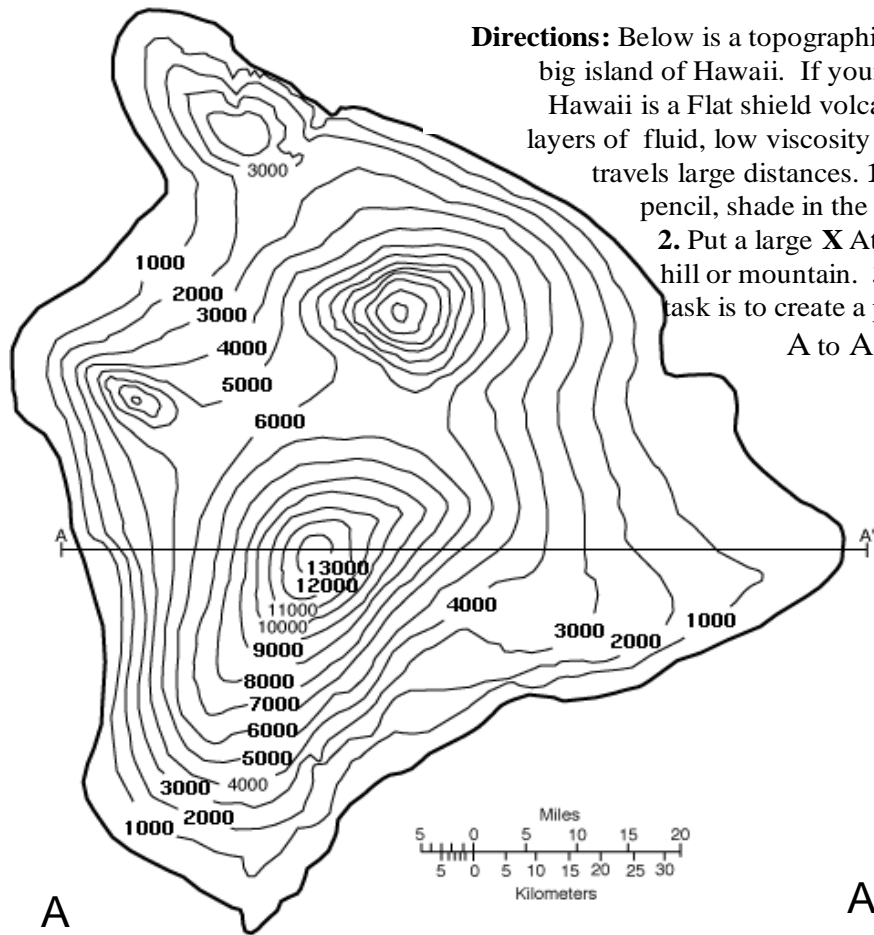 Directions: Below is a topographi
big island of Hawaii. If your
Hawaii is a Flat shield volca
layers of fluid, low viscosity
travels large distances. 1
pencil, shade in the
2. Put a large X At
hill or mountain.
task is to create a
A to A
3000
1000
2000
3000
4000
5000
6000
A
A'
13000
12000
11000
10000
9000
8000
7000
6000
5000
4000
3000
2000
1000
4000
3000
2000
1000
Miles
5 0 5 10 15 20
5 0 5 10 15 20 25 30
Kilometers
A
A